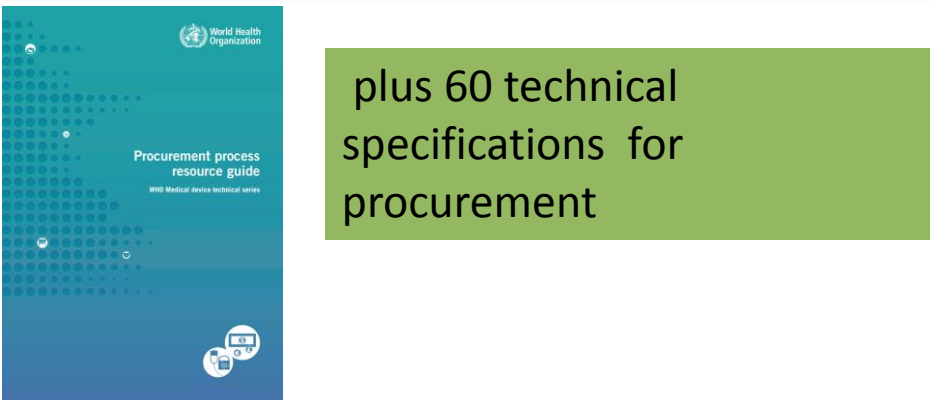 World Health
Organization
Procurement process
resource guide
WHO Medical device technical series
plus 60 technical
specifications for
procurement